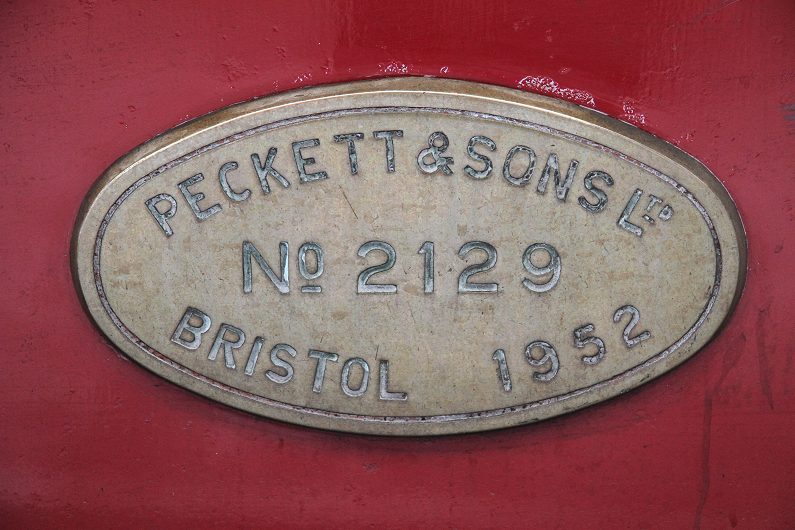 PECKETT & SONS LTD
No 2129
BRISTOL 1952